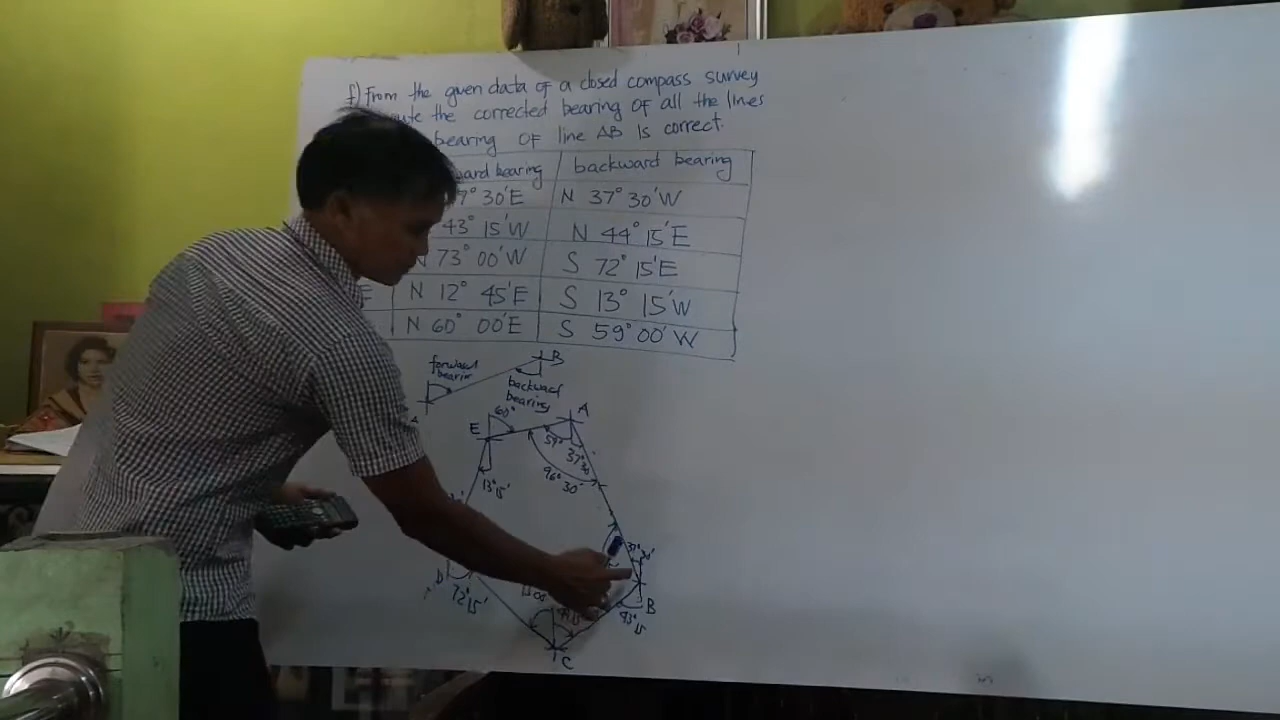 f) From the given data of a closed compass survey
the corrected bearing of all the lines
bearing of line AB is correct.
bearing backward bearing
7° 30'E N 37° 30'W
43° 15'W N 44° 15'E
N 73° 00'W S 72° 15'E
E N 12° 45'E S 13° 15'W
N 60° 00'E S 59° 00'W
forward B
bearin
backward
bearing
A
E 60° A
59°
37°30'
96° 30'
13°15'
37°
30'
D
72°15'
B
43°
15'
C